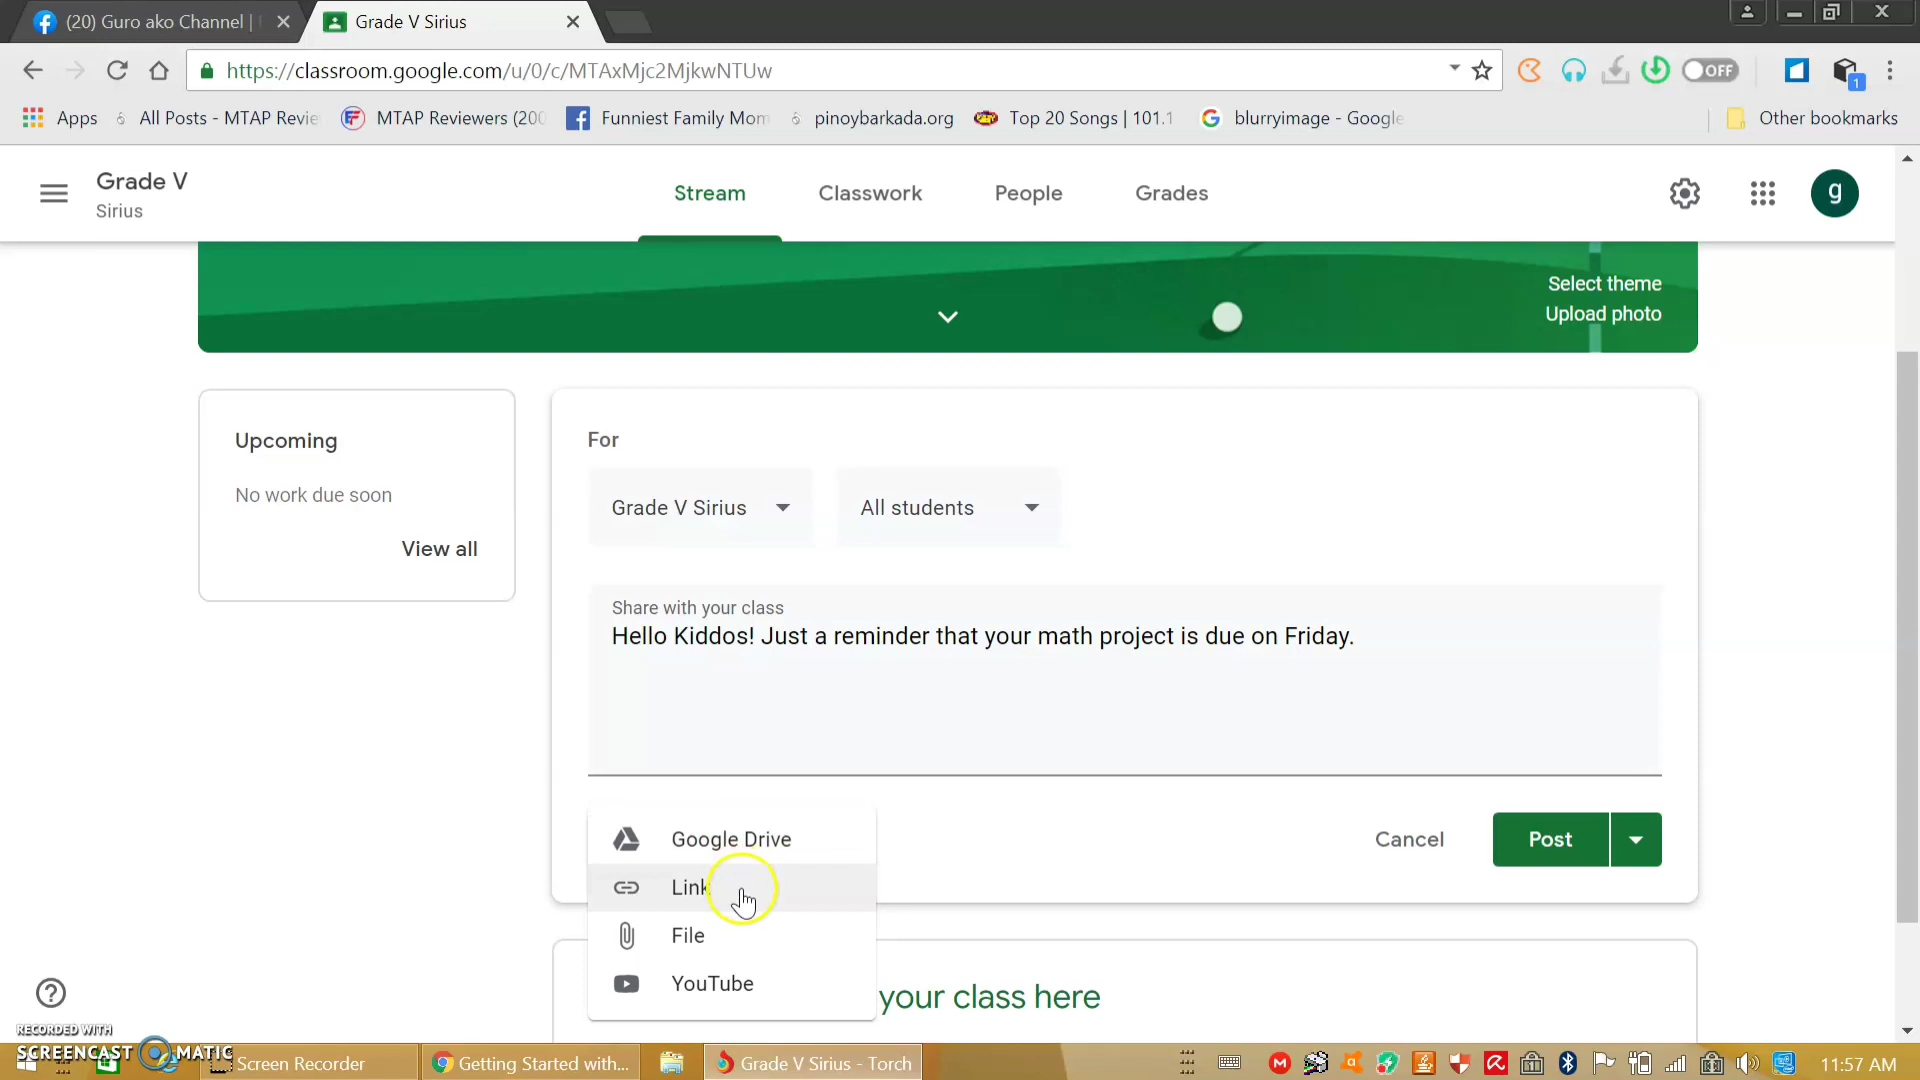 (20) Guro ako Channel |
Grade V Sirius
https://classroom.google.com/u/0/c/MTAxMjc2MjkwNTUw
OFF
1
Apps
All Posts - MTAP Revie
MTAP Reviewers (200
Funniest Family Mom
pinoybarkada.org
Top 20 Songs | 101.1
blurryimage - Google
Other bookmarks
Grade V
Sirius
Stream
Classwork
People
Grades
g
Select theme
Upload photo
Upcoming
No work due soon
View all
For
Grade V Sirius
All students
Share with your class
Hello Kiddos! Just a reminder that your math project is due on Friday.
Google Drive
Link
File
YouTube
Cancel
Post
your class here
RECORDED WITH
SCREENCAST MATIC
Screen Recorder
Getting Started with...
Grade V Sirius - Torch
11:57 AM